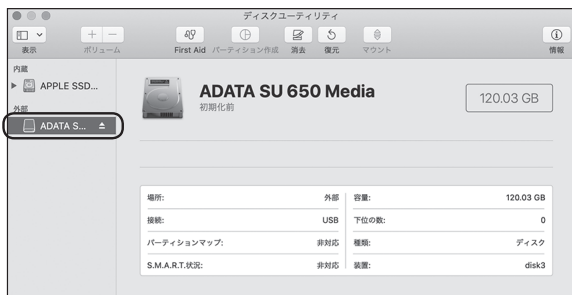 ディスクユーティリティ
表示 ボリューム First Aid パーティション作成 消去 復元 マウント 情報
内蔵
APPLE SSD...
外部
ADATA S...
ADATA SU 650 Media
初期化前
120.03 GB
場所: 外部 容量: 120.03 GB
接続: USB 下位の数: 0
パーティションマップ: 非対応 種類: ディスク
S.M.A.R.T.状況: 非対応 装置: disk3